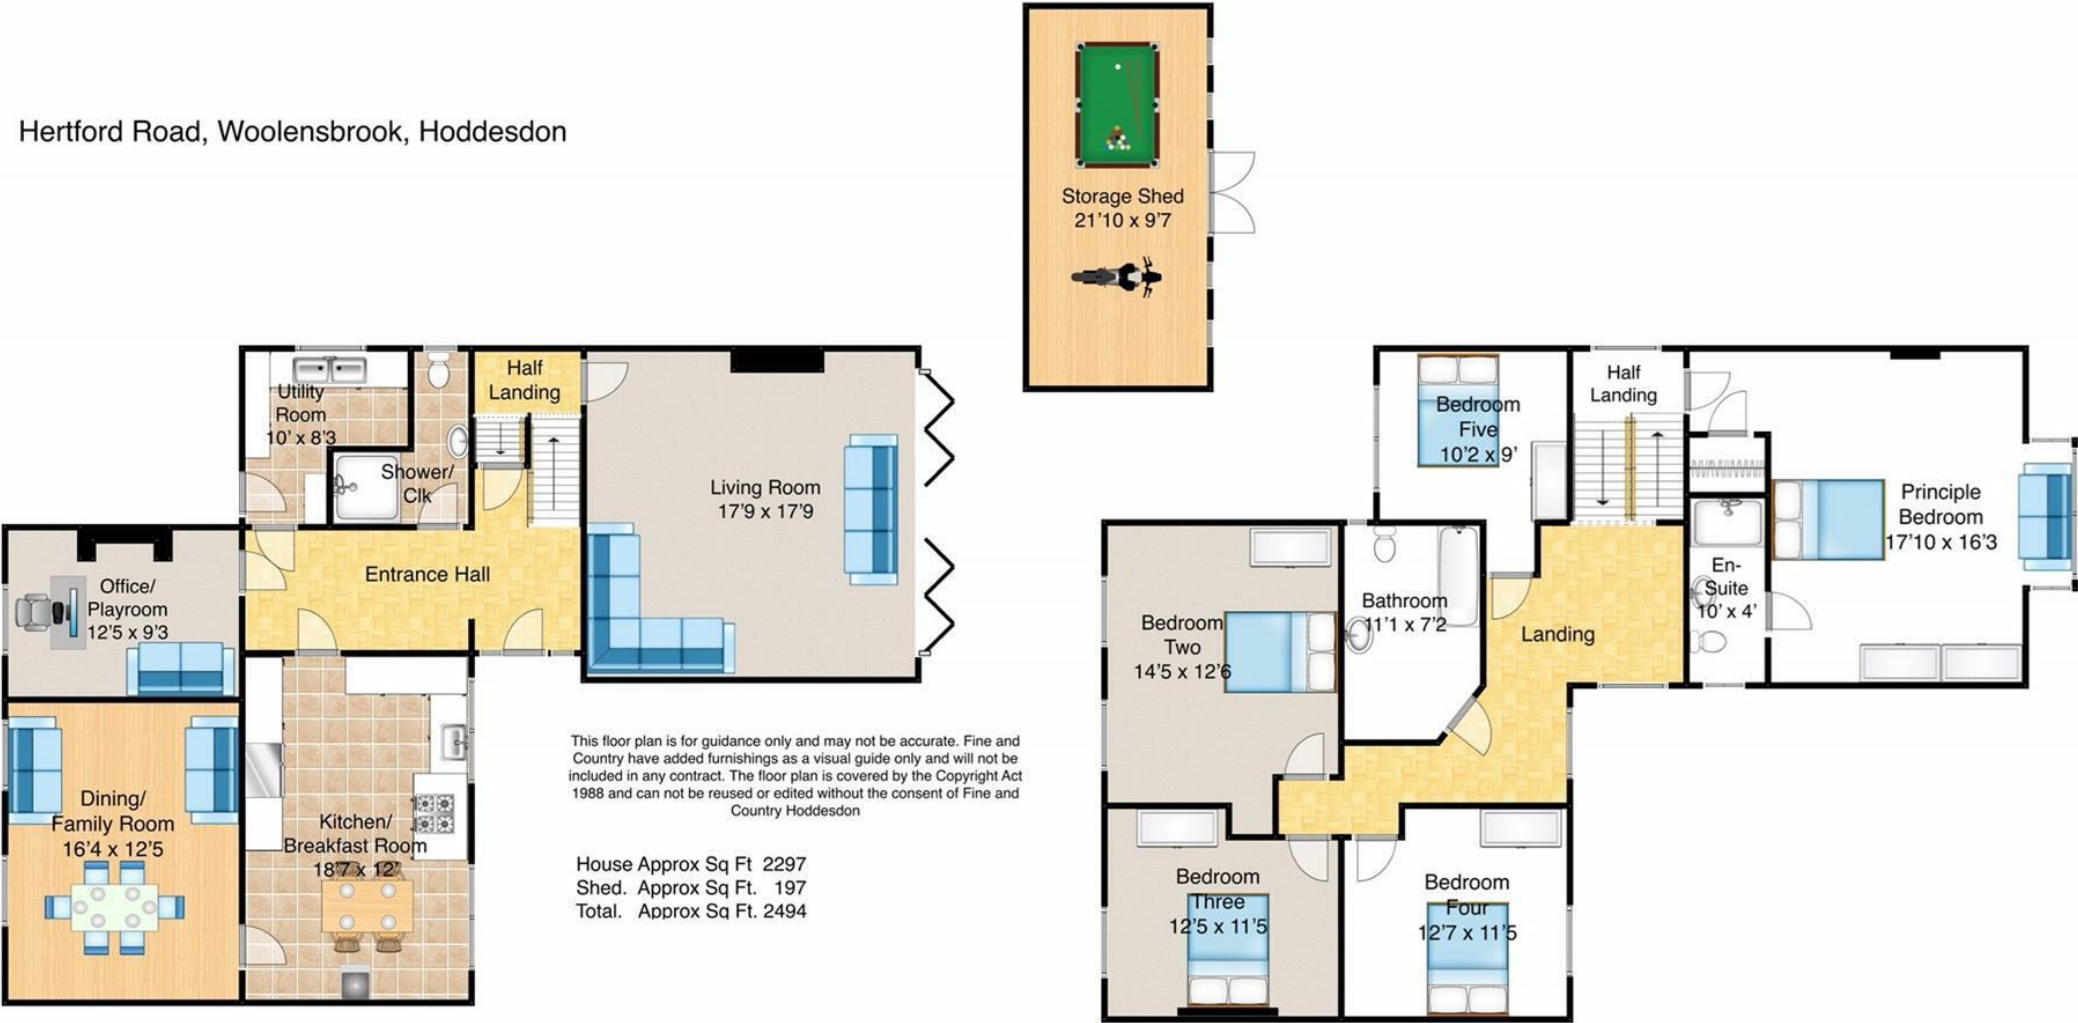 Hertford Road, Woolensbrook, Hoddesdon
Storage Shed
21'10 x 9'7
Utility
Room
10' x 8'3
Shower/
Clk
Half
Landing
Living Room
17'9 x 17'9
Entrance Hall
Office/
Playroom
12'5 x 9'3
Dining/
Family Room
16'4 x 12'5
Kitchen/
Breakfast Room
18'7 x 12'
This floor plan is for guidance only and may not be accurate. Fine and
Country have added furnishings as a visual guide only and will not be
included in any contract. The floor plan is covered by the Copyright Act
1988 and can not be reused or edited without the consent of Fine and
Country Hoddesdon
House Approx Sq Ft 2297
Shed. Approx Sq Ft. 197
Total. Approx Sq Ft. 2494
Bedroom
Five
10'2 x 9'
Half
Landing
Principle
Bedroom
17'10 x 16'3
En-
Suite
10' x 4'
Bathroom
11'1 x 7'2
Landing
Bedroom
Two
14'5 x 12'6
Bedroom
Three
12'5 x 11'5
Bedroom
Four
12'7 x 11'5